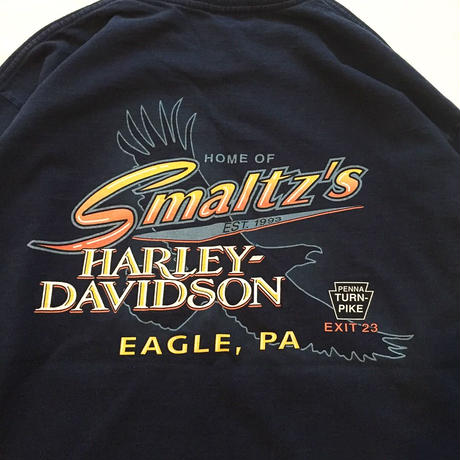 HOME OF
Smaltz's
EST. 1993
HARLEY-
DAVIDSON
PENNA
TURN-
PIKE
EXIT 23
EAGLE, PA